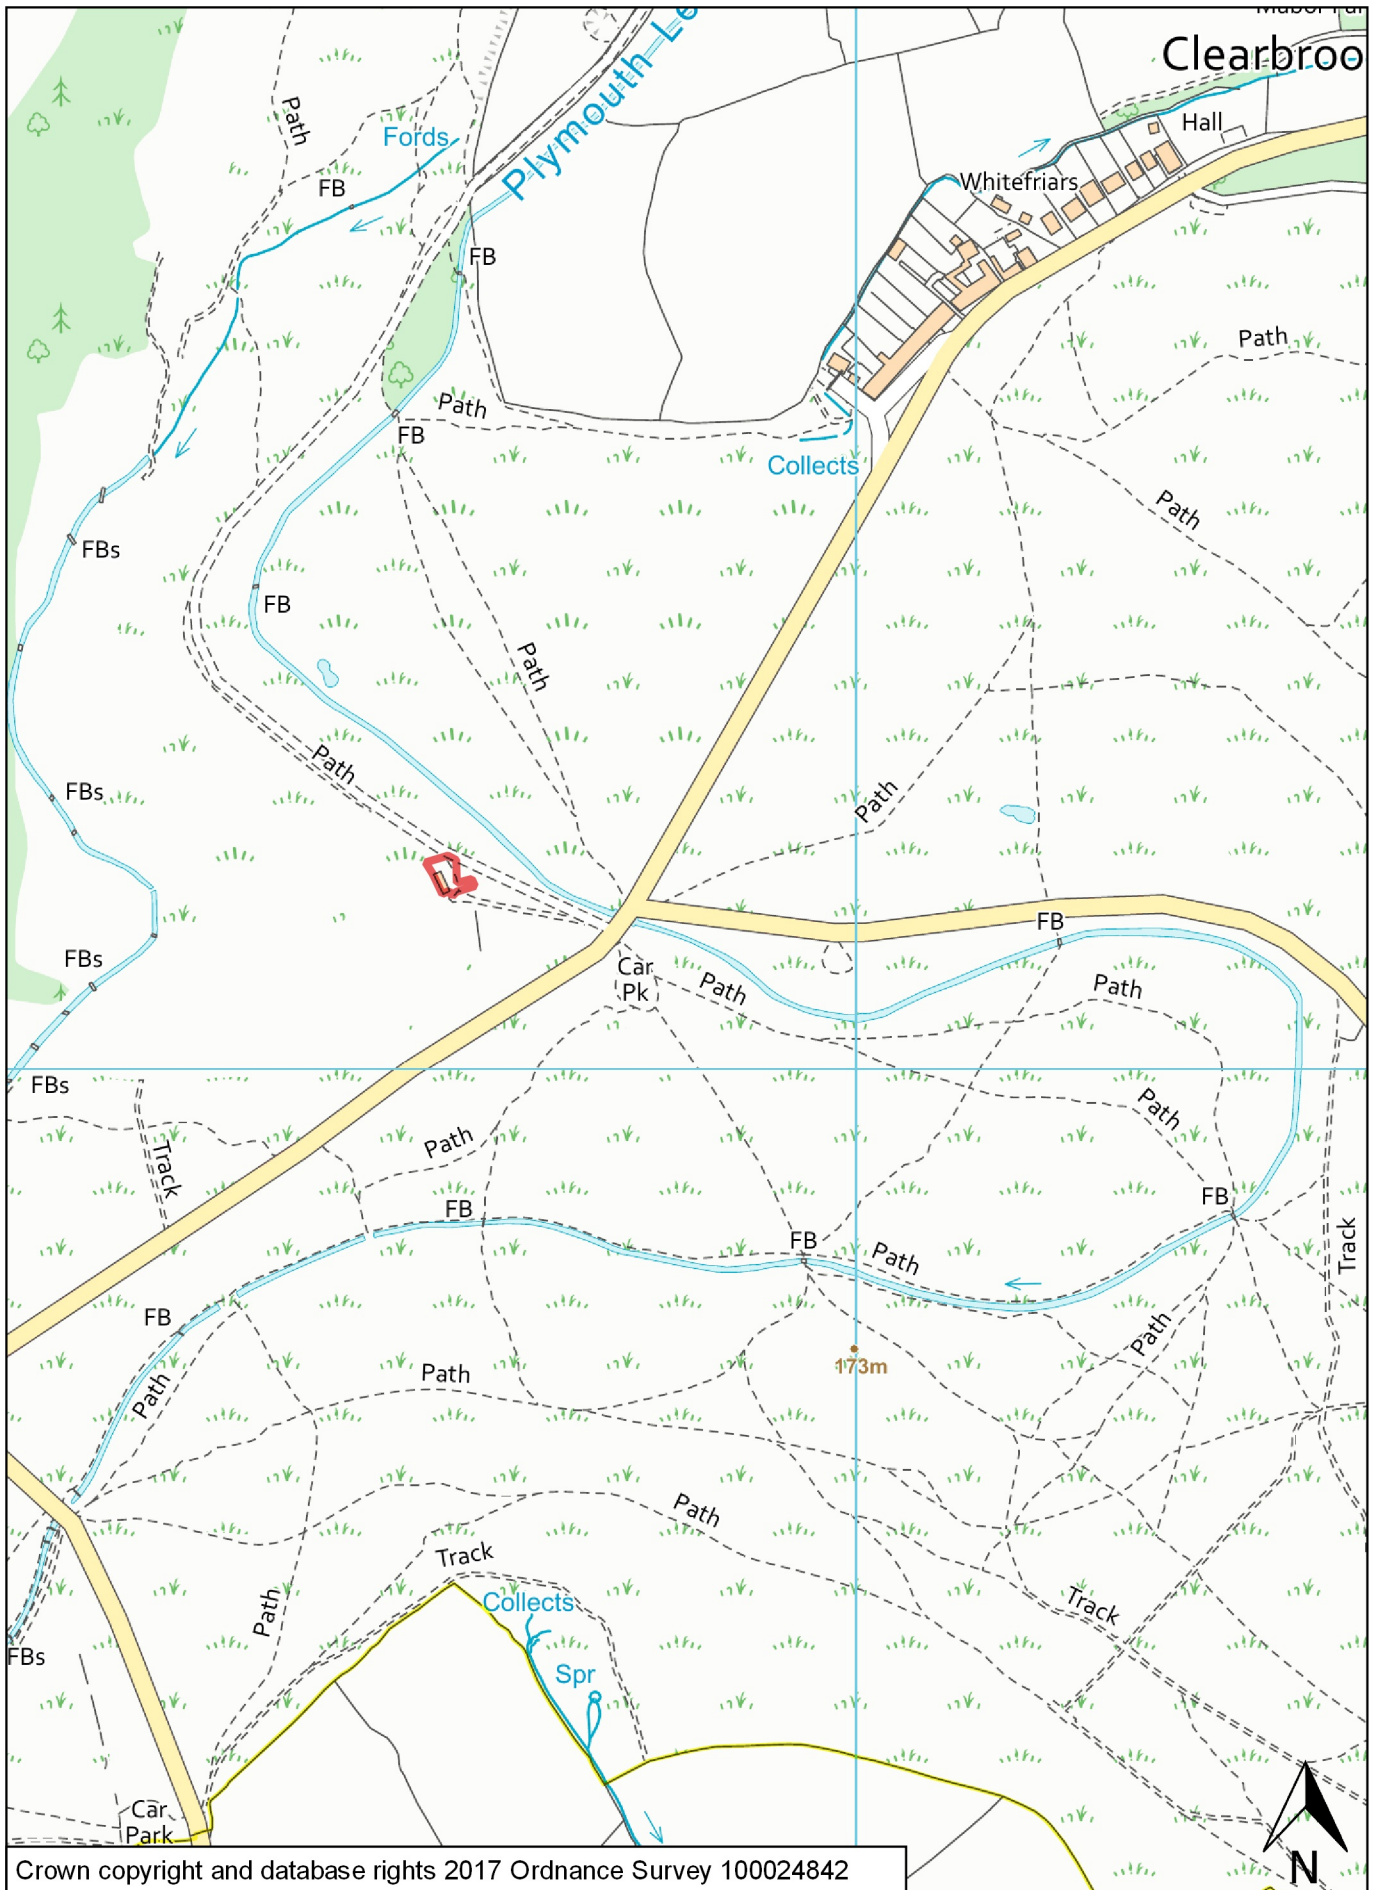 Clearbroo
Plymouth Le
Path
Fords
Hall
FB
Whitefriars
FB
Path
Path
FB
Collects
Path
FBs
FB
Path
Path
FBs
Path
FB
FBs
Car
Pk
Path
Path
FBs
Path
Path
Track
FB
FB
FB
Path
Track
FB
Path
173m
Path
Path
Path
Track
Collects
Track
Path
FBs
Spr
Car
Park
N
Crown copyright and database rights 2017 Ordnance Survey 100024842